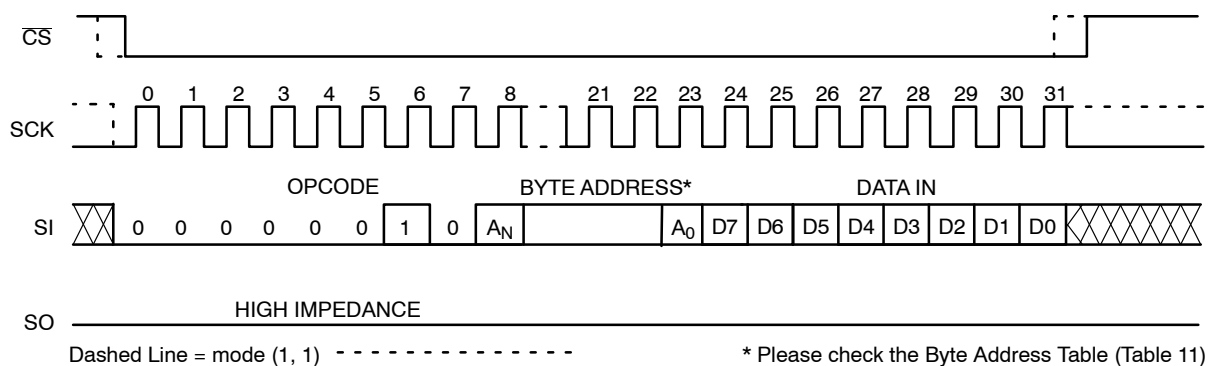 CS
0 1 2 3 4 5 6 7 8 21 22 23 24 25 26 27 28 29 30 31
SCK
OPCODE BYTE ADDRESS* DATA IN
SI 0 0 0 0 0 0 1 0 AN A0 D7 D6 D5 D4 D3 D2 D1 D0
HIGH IMPEDANCE
SO
Dashed Line = mode (1, 1) * Please check the Byte Address Table (Table 11)